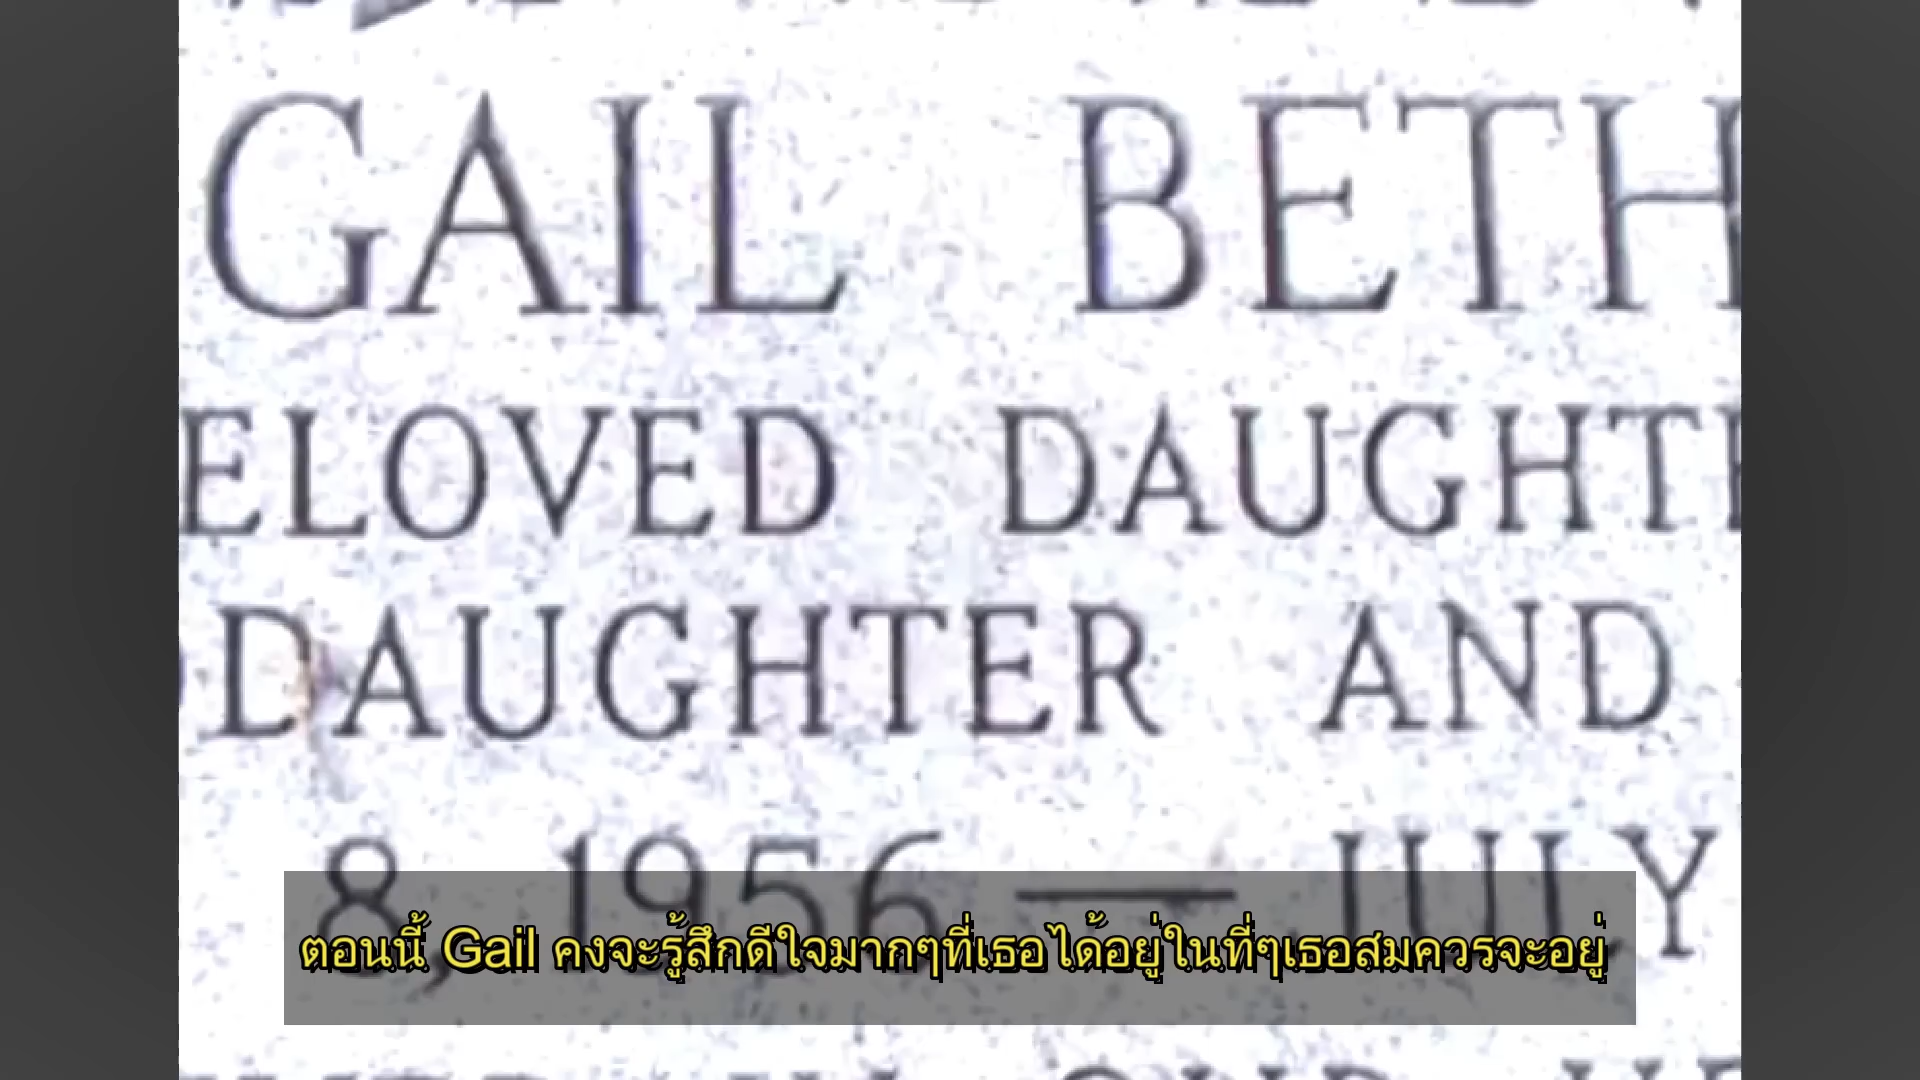 GAIL BETH
ELOVED DAUGHTE
DAUGHTER AND
8, 1956 — JULY
ตอนนี้ Gail คงจะรู้สึกดีใจมากๆที่เธอได้อยู่ในที่ๆเธอสมควรจะอยู่